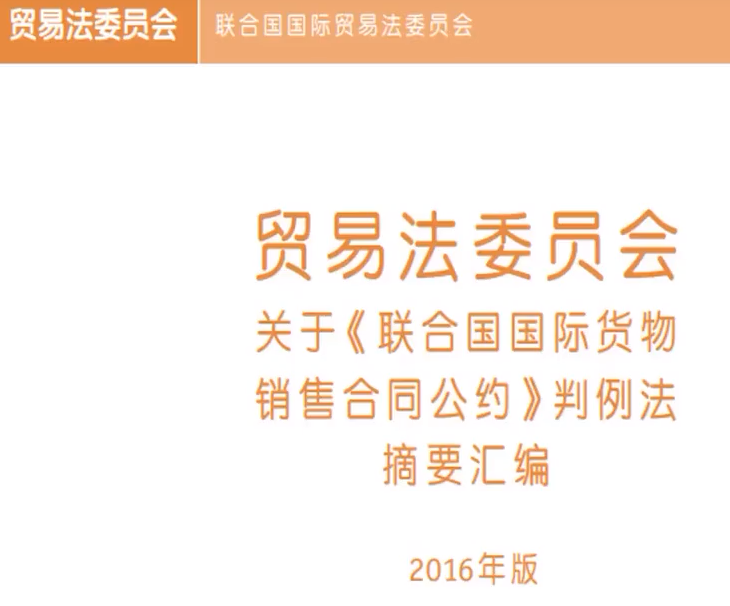 贸易法委员会
联合国国际贸易法委员会
贸易法委员会
关于《联合国国际货物
销售合同公约》判例法
摘要汇编
2016年版